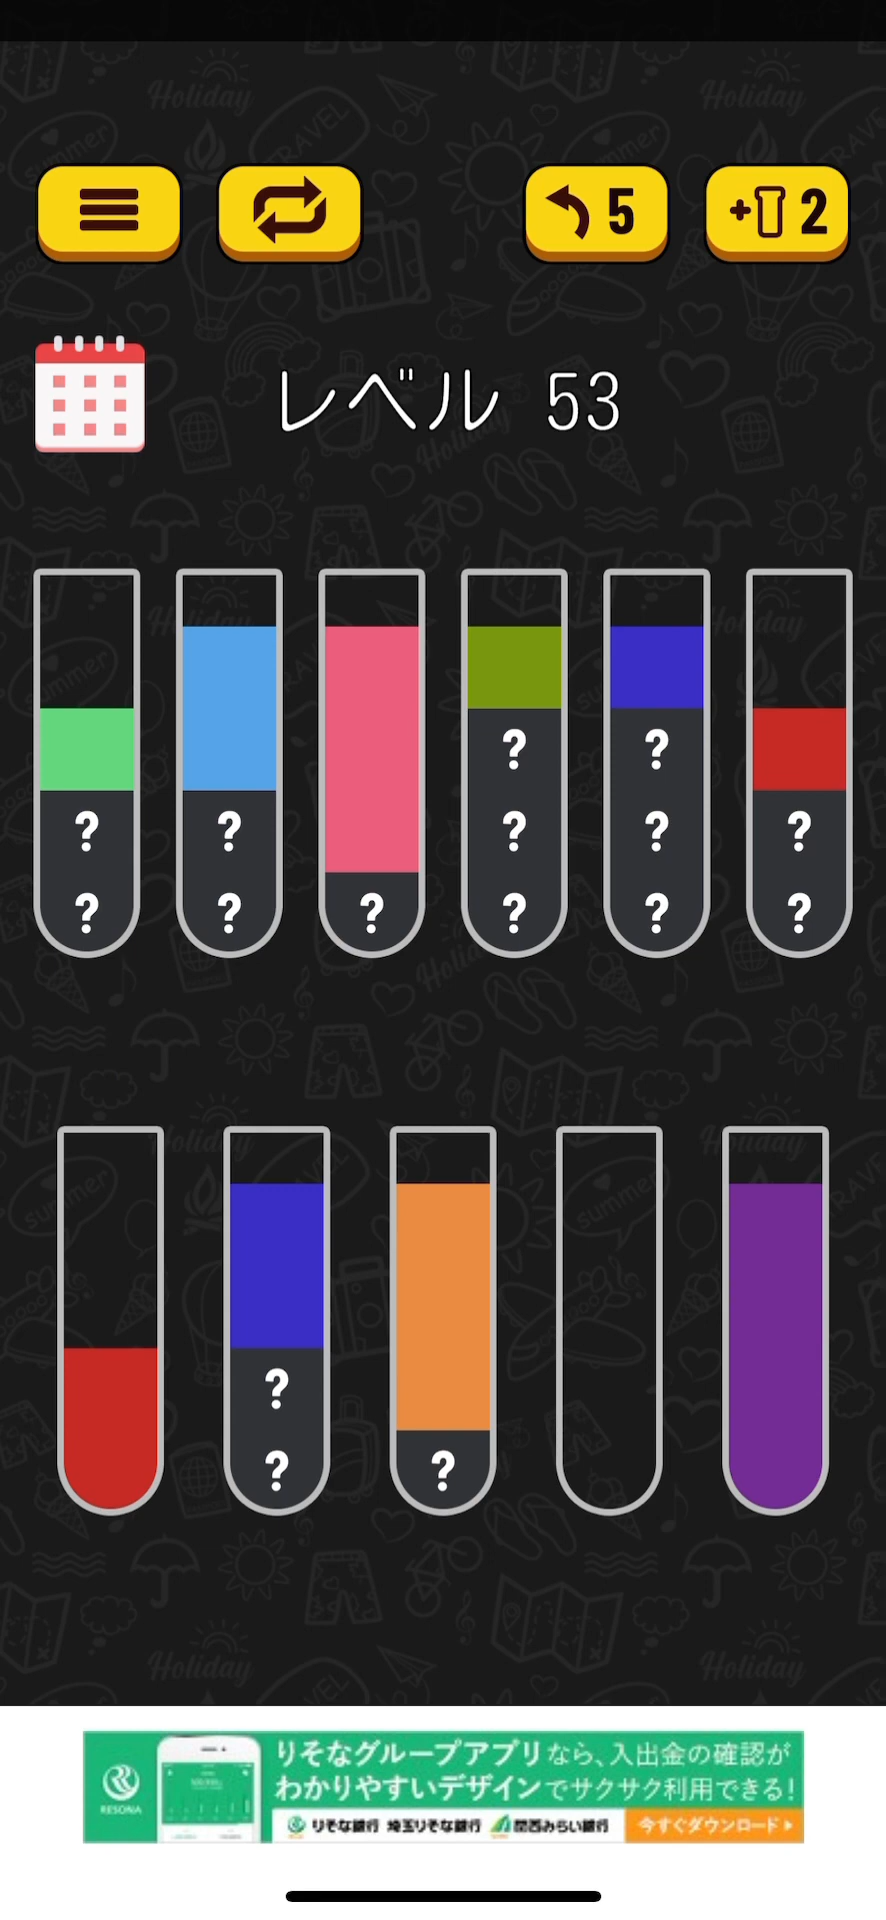 5
2
レベル 53
? ?
? ? ? ? ?
? ? ? ? ? ?
?
? ?
りそなグループアプリなら、入出金の確認が
わかりやすいデザインでサクサク利用できる!
RESONA
りそな銀行 埼玉りそな銀行 関西みらい銀行 今すぐダウンロード